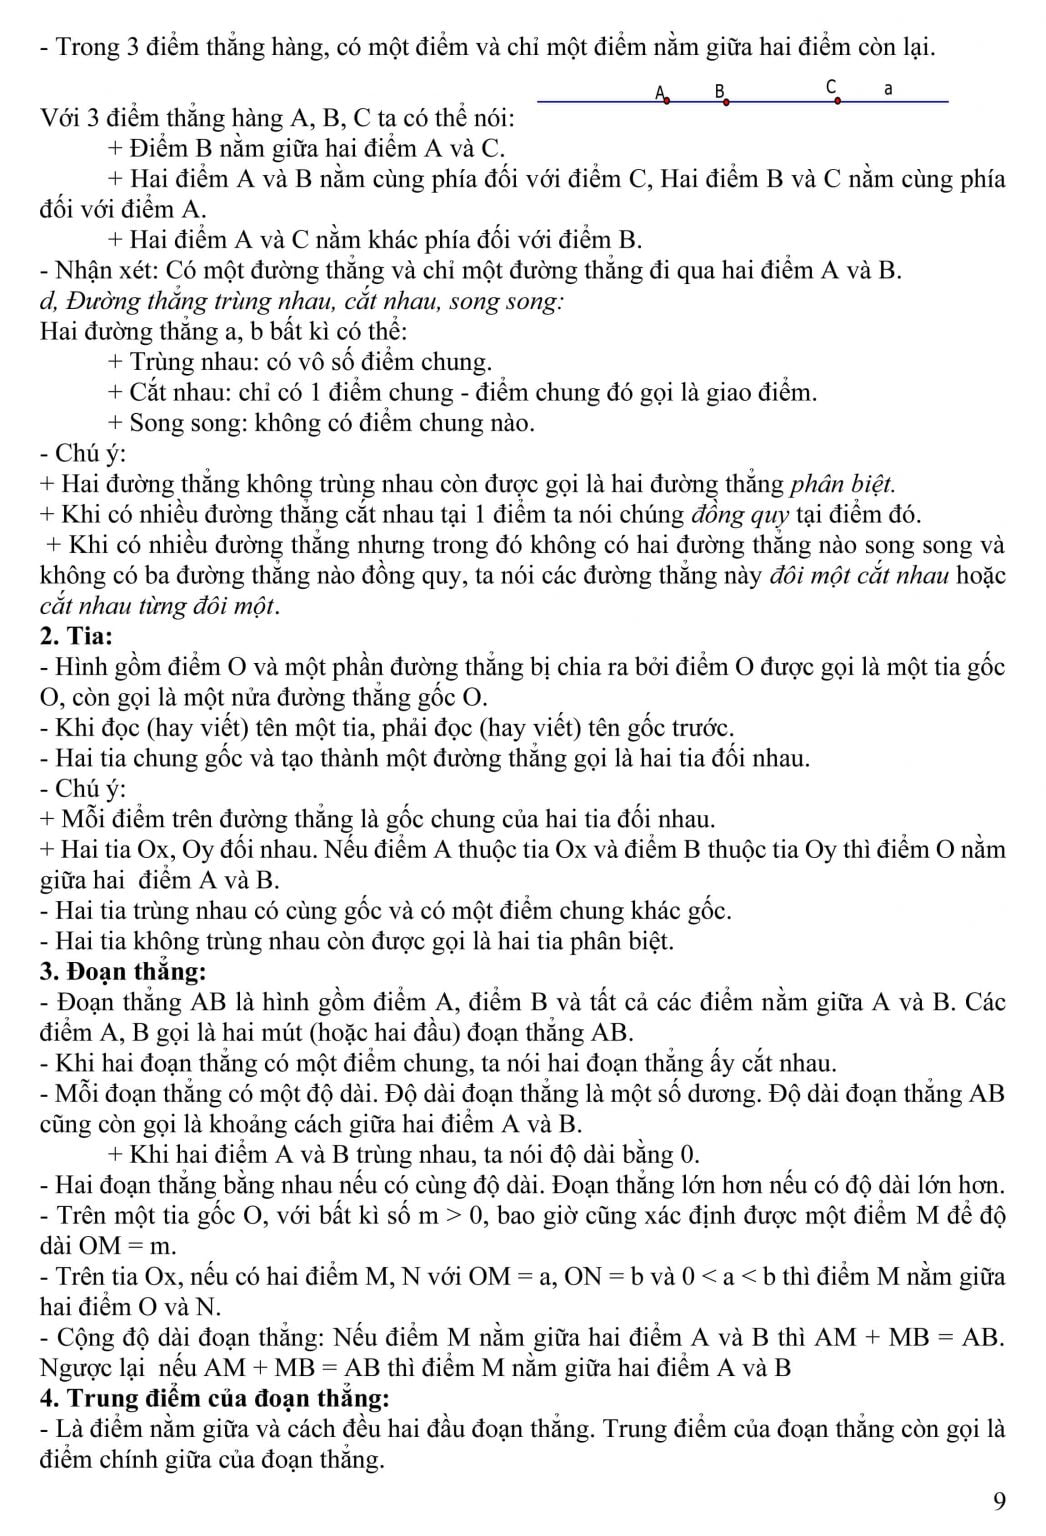 - Trong 3 điểm thẳng hàng, có một điểm và chỉ một điểm nằm giữa hai điểm còn lại.
A B C a
Với 3 điểm thẳng hàng A, B, C ta có thể nói:
+ Điểm B nằm giữa hai điểm A và C.
+ Hai điểm A và B nằm cùng phía đối với điểm C, Hai điểm B và C nằm cùng phía
đối với điểm A.
+ Hai điểm A và C nằm khác phía đối với điểm B.
- Nhận xét: Có một đường thẳng và chỉ một đường thẳng đi qua hai điểm A và B.
d, Đường thẳng trùng nhau, cắt nhau, song song:
Hai đường thẳng a, b bất kì có thể:
+ Trùng nhau: có vô số điểm chung.
+ Cắt nhau: chỉ có 1 điểm chung - điểm chung đó gọi là giao điểm.
+ Song song: không có điểm chung nào.
- Chú ý:
+ Hai đường thẳng không trùng nhau còn được gọi là hai đường thẳng phân biệt.
+ Khi có nhiều đường thẳng cắt nhau tại 1 điểm ta nói chúng đồng quy tại điểm đó.
+ Khi có nhiều đường thẳng nhưng trong đó không có hai đường thẳng nào song song và
không có ba đường thẳng nào đồng quy, ta nói các đường thẳng này đôi một cắt nhau hoặc
cắt nhau từng đôi một.
2. Tia:
- Hình gồm điểm O và một phần đường thẳng bị chia ra bởi điểm O được gọi là một tia gốc
O, còn gọi là một nửa đường thẳng gốc O.
- Khi đọc (hay viết) tên một tia, phải đọc (hay viết) tên gốc trước.
- Hai tia chung gốc và tạo thành một đường thẳng gọi là hai tia đối nhau.
- Chú ý:
+ Mỗi điểm trên đường thẳng là gốc chung của hai tia đối nhau.
+ Hai tia Ox, Oy đối nhau. Nếu điểm A thuộc tia Ox và điểm B thuộc tia Oy thì điểm O nằm
giữa hai điểm A và B.
- Hai tia trùng nhau có cùng gốc và có một điểm chung khác gốc.
- Hai tia không trùng nhau còn được gọi là hai tia phân biệt.
3. Đoạn thẳng:
- Đoạn thẳng AB là hình gồm điểm A, điểm B và tất cả các điểm nằm giữa A và B. Các
điểm A, B gọi là hai mút (hoặc hai đầu) đoạn thẳng AB.
- Khi hai đoạn thẳng có một điểm chung, ta nói hai đoạn thẳng ấy cắt nhau.
- Mỗi đoạn thẳng có một độ dài. Độ dài đoạn thẳng là một số dương. Độ dài đoạn thẳng AB
cũng còn gọi là khoảng cách giữa hai điểm A và B.
+ Khi hai điểm A và B trùng nhau, ta nói độ dài bằng 0.
- Hai đoạn thẳng bằng nhau nếu có cùng độ dài. Đoạn thẳng lớn hơn nếu có độ dài lớn hơn.
- Trên một tia gốc O, với bất kì số m > 0, bao giờ cũng xác định được một điểm M để độ
dài OM = m.
- Trên tia Ox, nếu có hai điểm M, N với OM = a, ON = b và 0 < a < b thì điểm M nằm giữa
hai điểm O và N.
- Cộng độ dài đoạn thẳng: Nếu điểm M nằm giữa hai điểm A và B thì AM + MB = AB.
Ngược lại nếu AM + MB = AB thì điểm M nằm giữa hai điểm A và B
4. Trung điểm của đoạn thẳng:
- Là điểm nằm giữa và cách đều hai đầu đoạn thẳng. Trung điểm của đoạn thẳng còn gọi là
điểm chính giữa của đoạn thẳng.
9